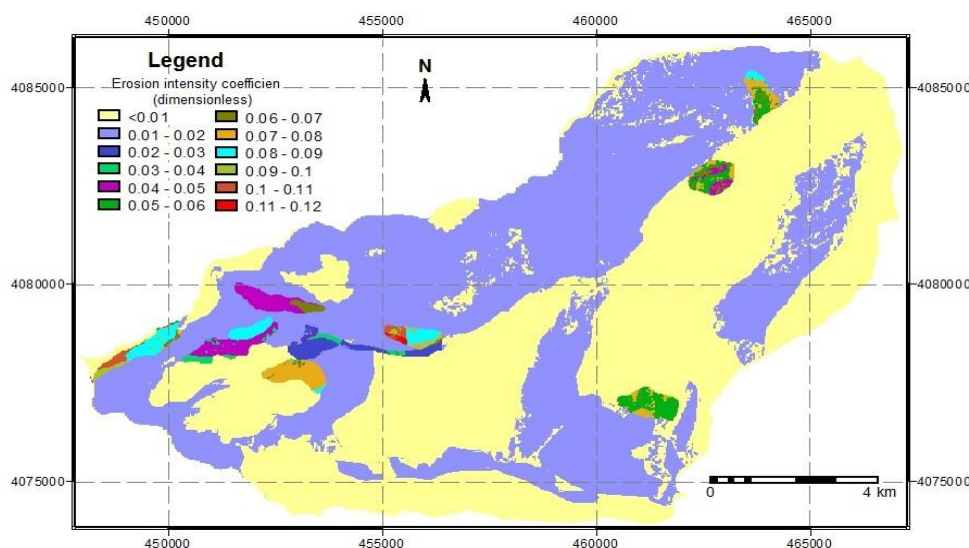 450000 455000 460000 465000
Legend
Erosion intensity coefficien
(dimensionless)
<0.01 0.06 - 0.07
0.01 - 0.02 0.07 - 0.08
0.02 - 0.03 0.08 - 0.09
0.03 - 0.04 0.09 - 0.1
0.04 - 0.05 0.1 - 0.11
0.05 - 0.06 0.11 - 0.12
N
4085000 4085000
4080000 4080000
4075000 4075000
0 4 km
450000 455000 460000 465000